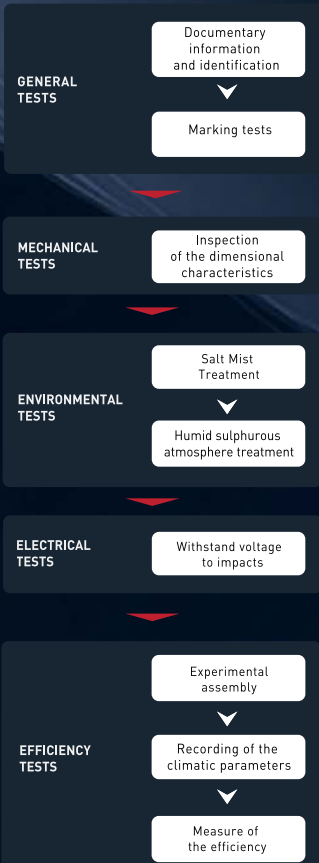 GENERAL
TESTS
Documentary
information
and identification
Marking tests
MECHANICAL
TESTS
Inspection
of the dimensional
characteristics
ENVIRONMENTAL
TESTS
Salt Mist
Treatment
Humid sulphurous
atmosphere treatment
ELECTRICAL
TESTS
Withstand voltage
to impacts
EFFICIENCY
TESTS
Experimental
assembly
Recording of the
climatic parameters
Measure of
the efficiency